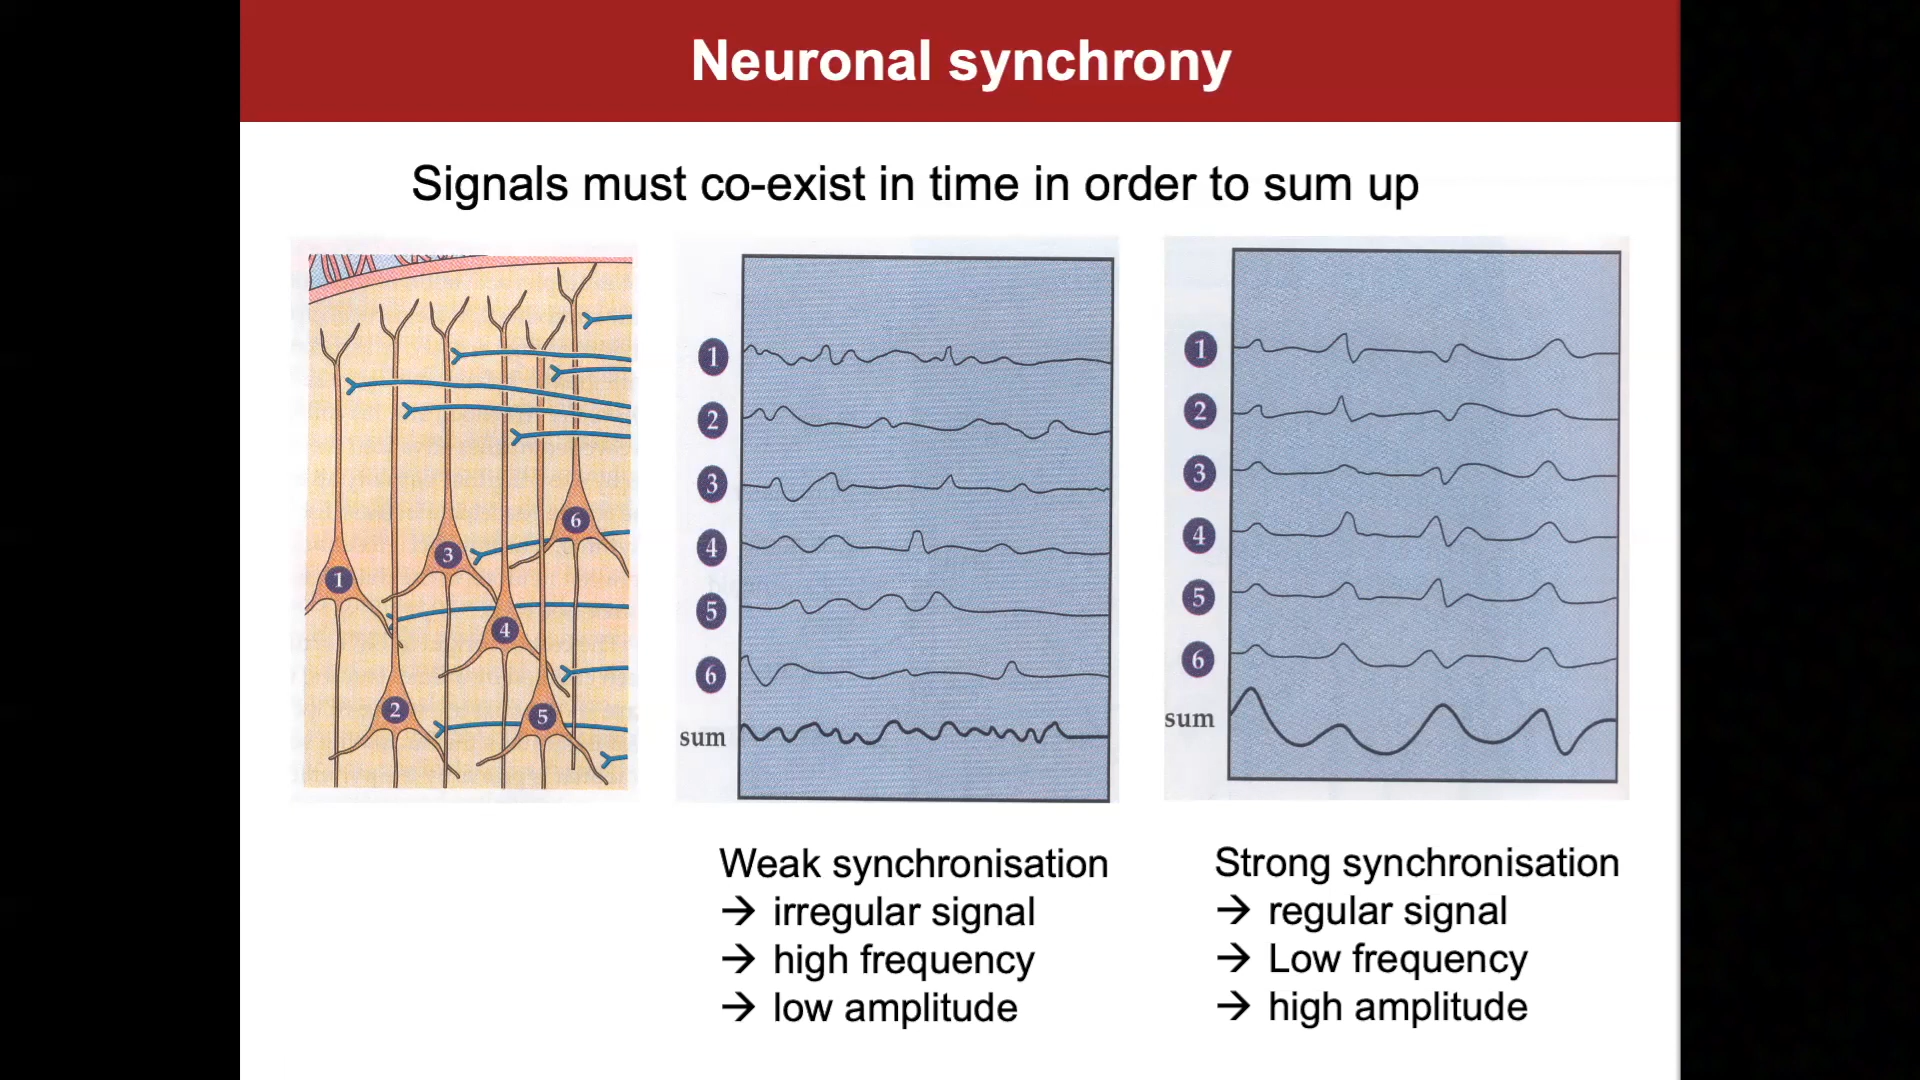 Neuronal synchrony
Signals must co-exist in time in order to sum up
1
2
3
4
5
6
1
2
3
4
5
6
sum
1
2
3
4
5
6
sum
Weak synchronisation
→ irregular signal
→ high frequency
→ low amplitude
Strong synchronisation
→ regular signal
→ Low frequency
→ high amplitude